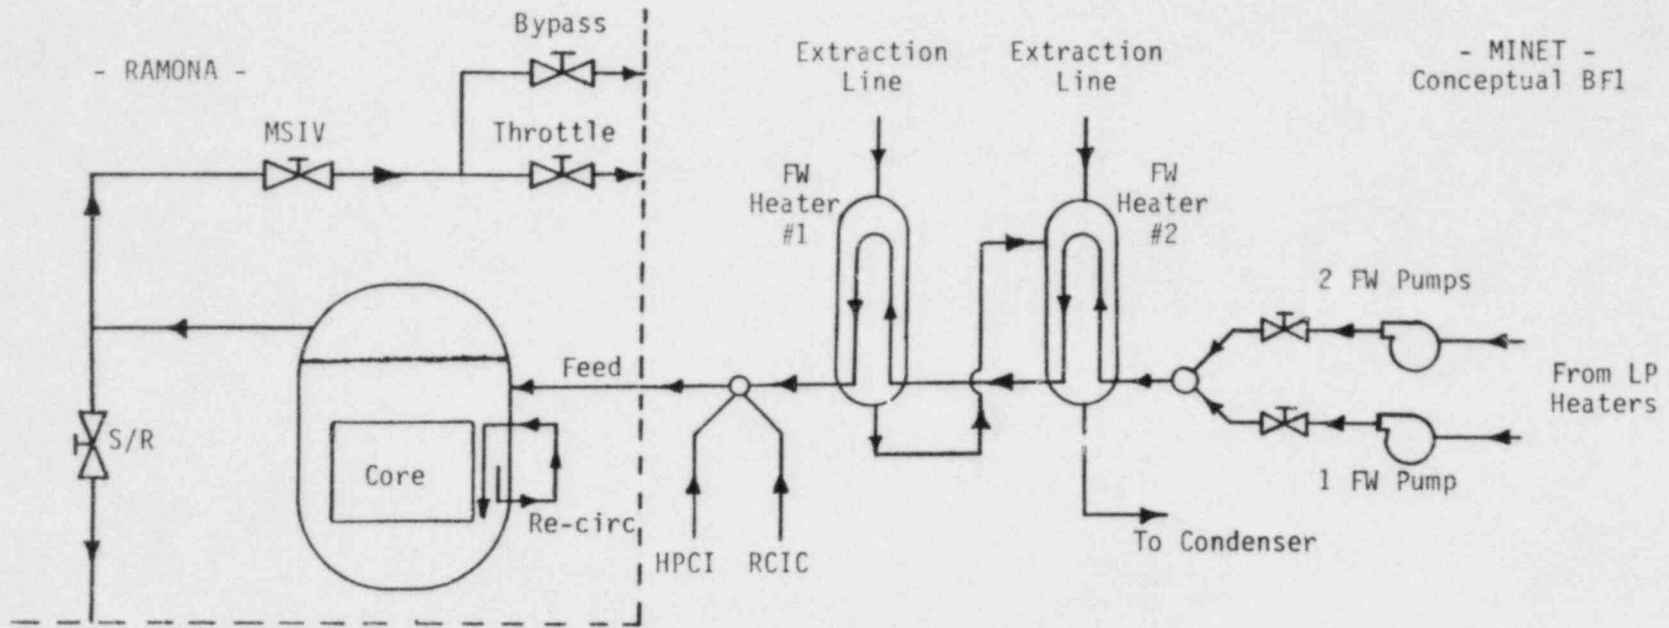 - RAMONA -
Bypass
MSIV
Throttle
S/R
Core
Re-circ
Feed
HPCI
RCIC
Extraction
Line
Extraction
Line
FW
Heater
#1
FW
Heater
#2
- MINET -
Conceptual BF1
2 FW Pumps
From LP
Heaters
1 FW Pump
To Condenser